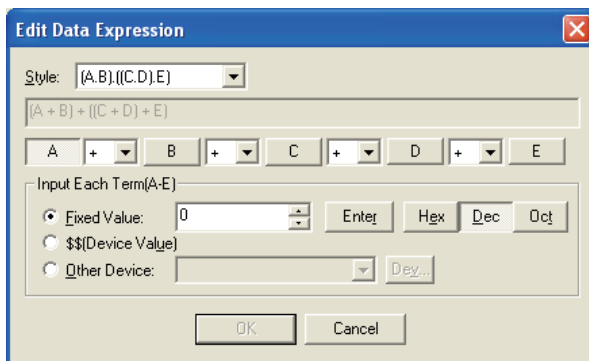 Edit Data Expression
Style: (A.B).((C.D).E)
(A + B) + ((C + D) + E)
A + B + C + D + E
Input Each Term(A-E)
Fixed Value: 0 Enter Hex Dec Oct
$$(Device Value)
Other Device: Dev...
OK Cancel